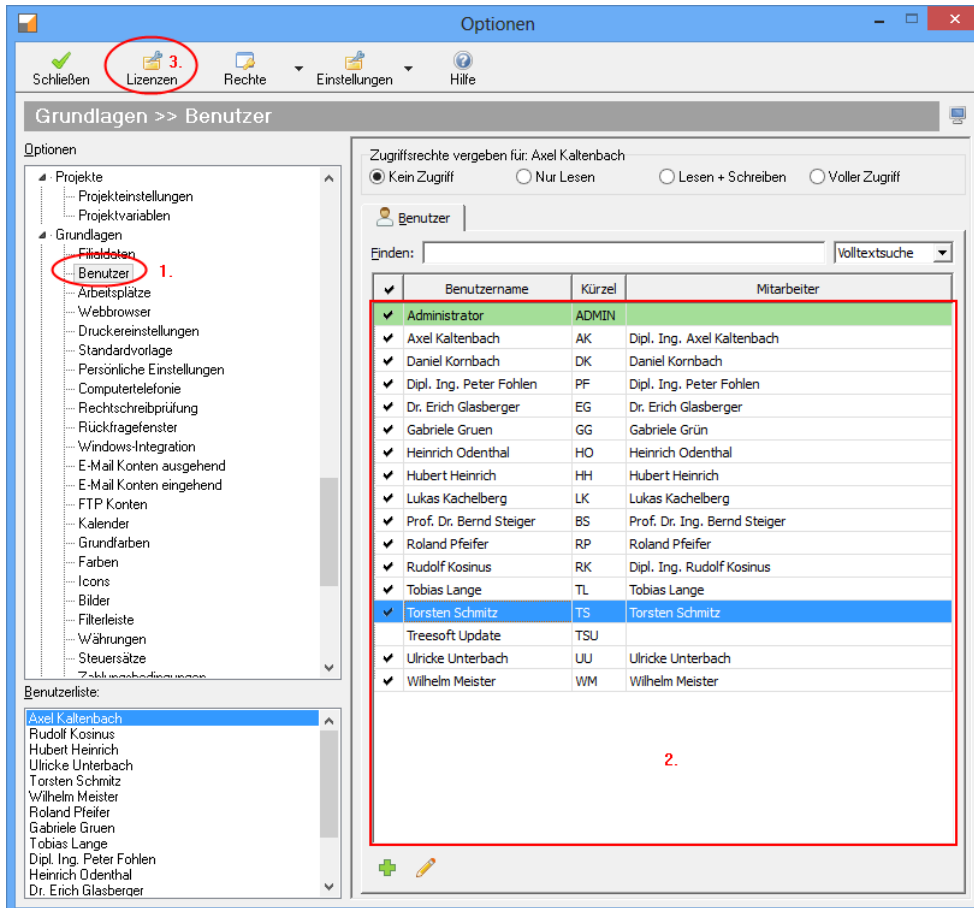 Optionen
3.
Schließen Lizenzen Rechte Einstellungen Hilfe
Grundlagen >> Benutzer
Optionen
Projekte
Projekteinstellungen
Projektvariablen
Grundlagen
Filialdaten
Benutzer 1.
Arbeitsplätze
Webbrowser
Druckereinstellungen
Standardvorlage
Persönliche Einstellungen
Computertelefonie
Rechtschreibprüfung
Rückfragefenster
Windows-Integration
E-Mail Konten ausgehend
E-Mail Konten eingehend
FTP Konten
Kalender
Grundfarben
Farben
Icons
Bilder
Filterleiste
Währungen
Steuersätze
Zahlungsbedingungen
Benutzerliste:
Axel Kaltenbach
Rudolf Kosinus
Hubert Heinrich
Ulricke Unterbach
Torsten Schmitz
Wilhelm Meister
Roland Pfeifer
Gabriele Gruen
Tobias Lange
Dipl. Ing. Peter Fohlen
Heinrich Odenthal
Dr. Erich Glasberger
Zugriffsrechte vergeben für: Axel Kaltenbach
Kein Zugriff Nur Lesen Lesen + Schreiben Voller Zugriff
Benutzer
Finden: Volltextsuche
Benutzername Kürzel Mitarbeiter
Administrator ADMIN
Axel Kaltenbach AK Dipl. Ing. Axel Kaltenbach
Daniel Kornbach DK Daniel Kornbach
Dipl. Ing. Peter Fohlen PF Dipl. Ing. Peter Fohlen
Dr. Erich Glasberger EG Dr. Erich Glasberger
Gabriele Gruen GG Gabriele Grün
Heinrich Odenthal HO Heinrich Odenthal
Hubert Heinrich HH Hubert Heinrich
Lukas Kachelberg LK Lukas Kachelberg
Prof. Dr. Bernd Steiger BS Prof. Dr. Ing. Bernd Steiger
Roland Pfeifer RP Roland Pfeifer
Rudolf Kosinus RK Dipl. Ing. Rudolf Kosinus
Tobias Lange TL Tobias Lange
Torsten Schmitz TS Torsten Schmitz
Treesoft Update TSU
Ulricke Unterbach UU Ulricke Unterbach
Wilhelm Meister WM Wilhelm Meister
2.